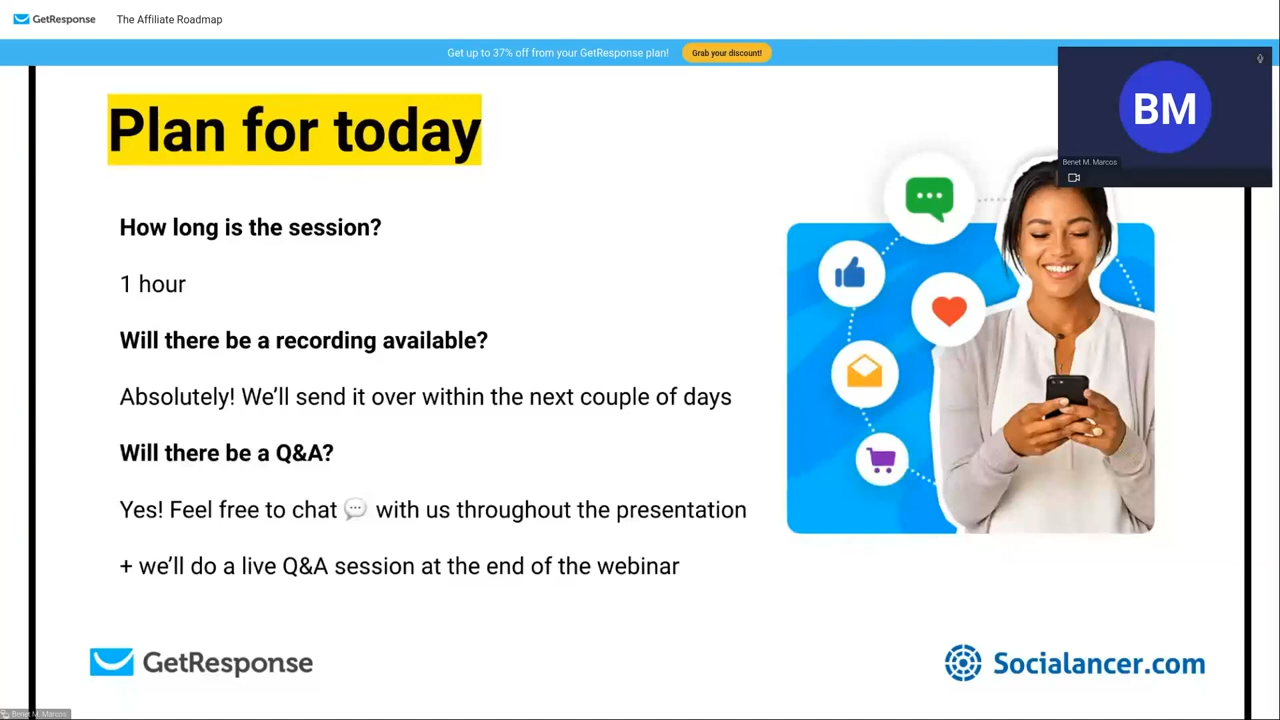 GetResponse The Affiliate Roadmap
Get up to 37% off from your GetResponse plan! Grab your discount!
BM
Benet M. Marcos
Plan for today
How long is the session?
1 hour
Will there be a recording available?
Absolutely! We’ll send it over within the next couple of days
Will there be a Q&A?
Yes! Feel free to chat 💬 with us throughout the presentation
+ we’ll do a live Q&A session at the end of the webinar
GetResponse
Socialancer.com
Benet M. Marcos